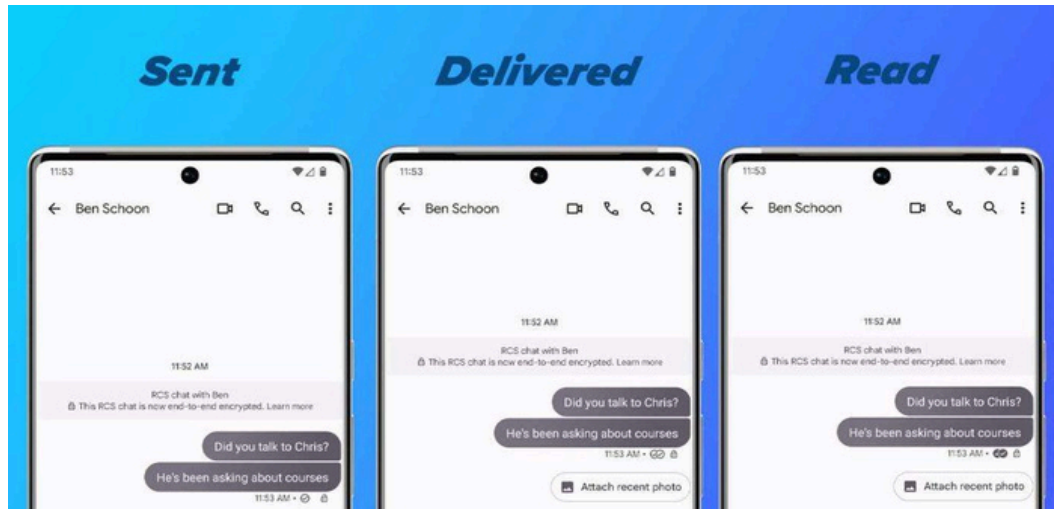 Sent
Delivered
Read
11:53
Ben Schoon
11:52 AM
RCS chat with Ben
This RCS chat is now end-to-end encrypted. Learn more
Did you talk to Chris?
He's been asking about courses
11:53 AM •
11:53
Ben Schoon
11:52 AM
RCS chat with Ben
This RCS chat is now end-to-end encrypted. Learn more
Did you talk to Chris?
He's been asking about courses
11:53 AM •
Attach recent photo
11:53
Ben Schoon
11:52 AM
RCS chat with Ben
This RCS chat is now end-to-end encrypted. Learn more
Did you talk to Chris?
He's been asking about courses
11:53 AM •
Attach recent photo